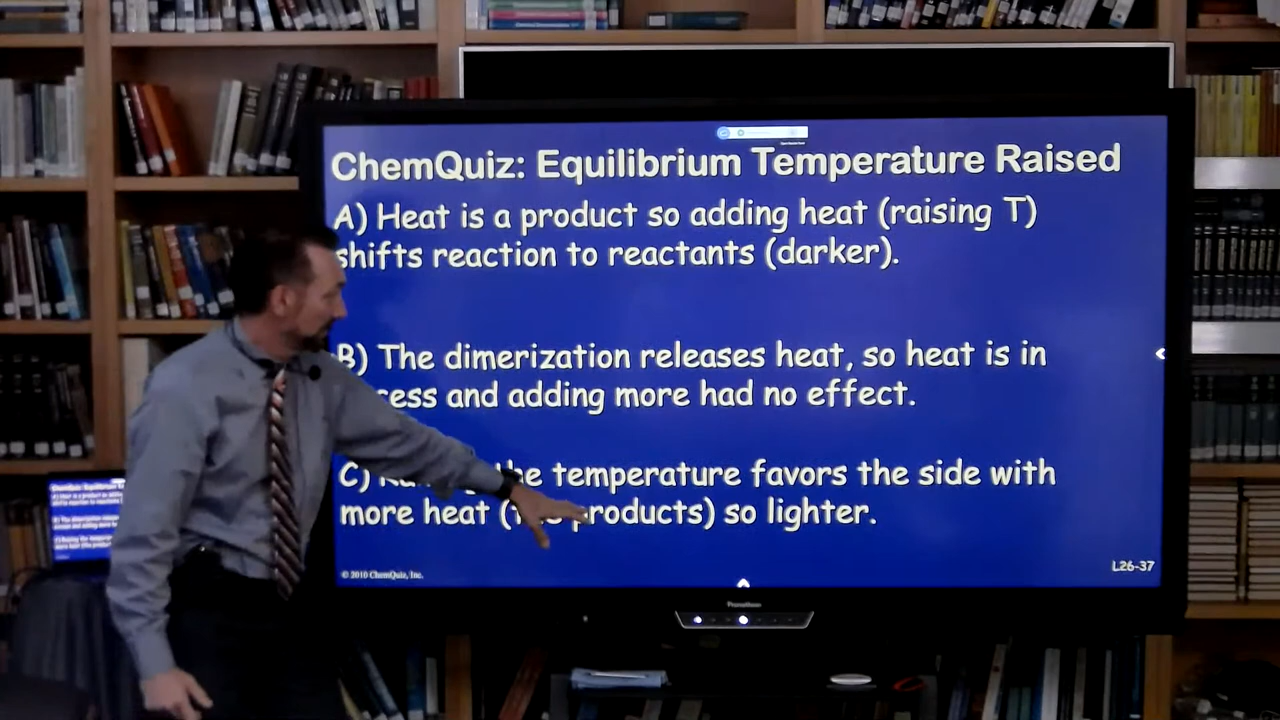 ChemQuiz: Equilibrium Temperature Raised
A) Heat is a product so adding heat (raising T)
shifts reaction to reactants (darker).
B) The dimerization releases heat, so heat is in
cess and adding more had no effect.
C) the temperature favors the side with
more heat ( products) so lighter.
© 2010 ChemQuiz, Inc.
L26-37
Promethean